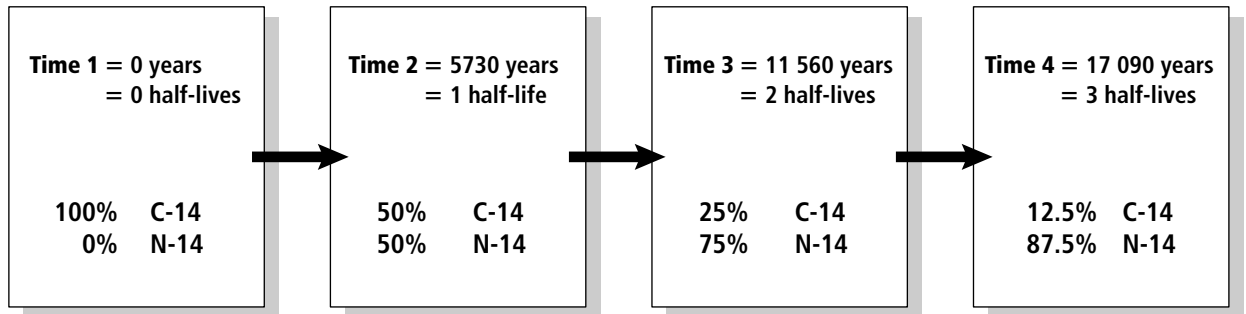 Time 1 = 0 years
= 0 half-lives
100% C-14
0% N-14
Time 2 = 5730 years
= 1 half-life
50% C-14
50% N-14
Time 3 = 11 560 years
= 2 half-lives
25% C-14
75% N-14
Time 4 = 17 090 years
= 3 half-lives
12.5% C-14
87.5% N-14